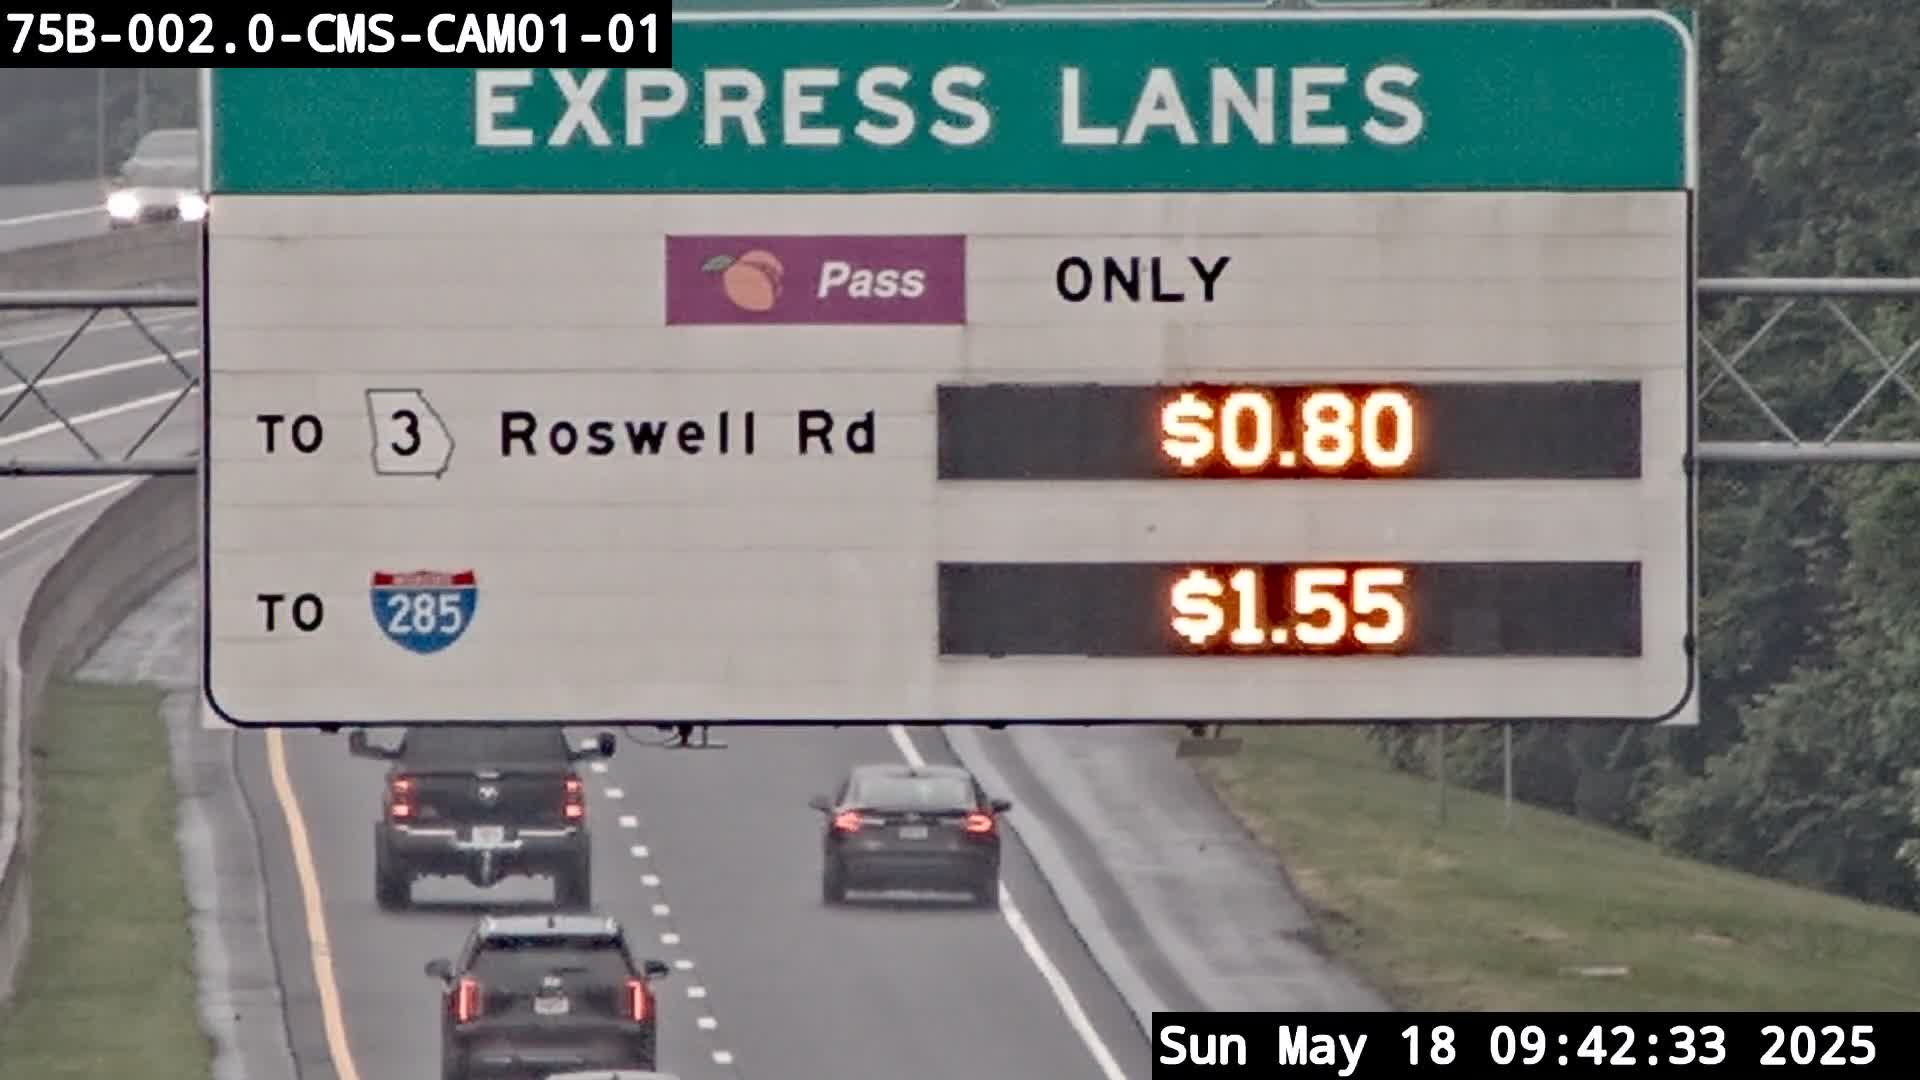 75B-002.0-CMS-CAM01-01
EXPRESS LANES
Pass ONLY
TO 3 Roswell Rd $0.80
TO 285 $1.55
Sun May 18 09:42:33 2025